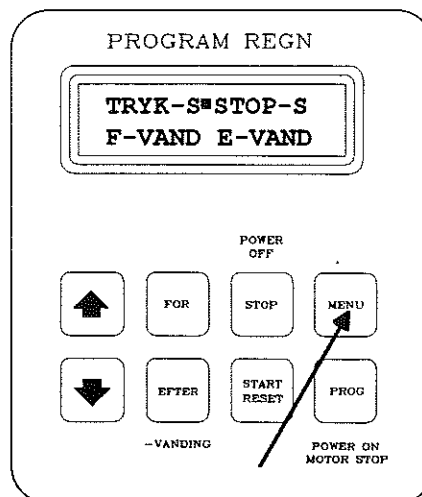 PROGRAM REGN
TRYK-S▪STOP-S
F-VAND E-VAND
POWER
OFF
FOR
STOP
MENU
EFTER
START
RESET
PROG
-VANDING
POWER ON
MOTOR STOP